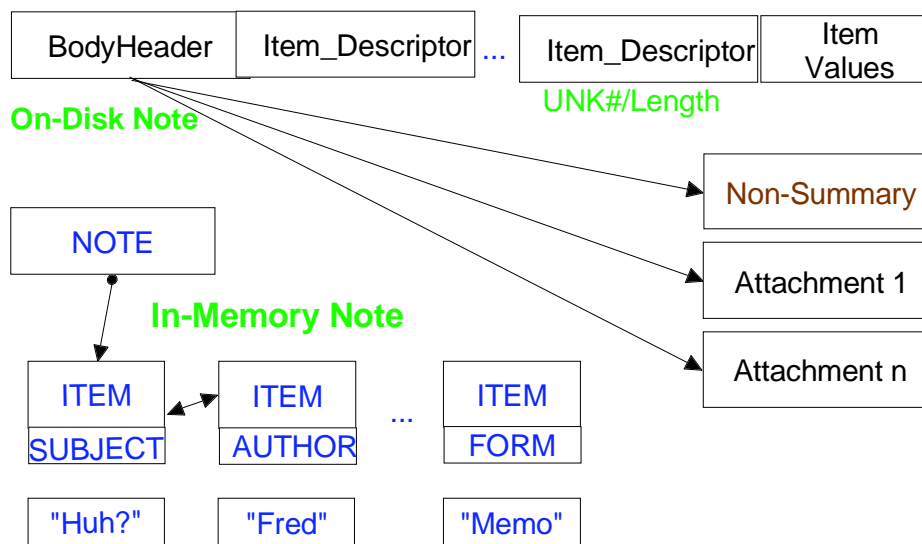 BodyHeader
Item_Descriptor
...
Item_Descriptor
Item
Values
On-Disk Note
UNK#/Length
Non-Summary
NOTE
Attachment 1
In-Memory Note
Attachment n
ITEM
ITEM
...
ITEM
SUBJECT
AUTHOR
FORM
"Huh?"
"Fred"
"Memo"